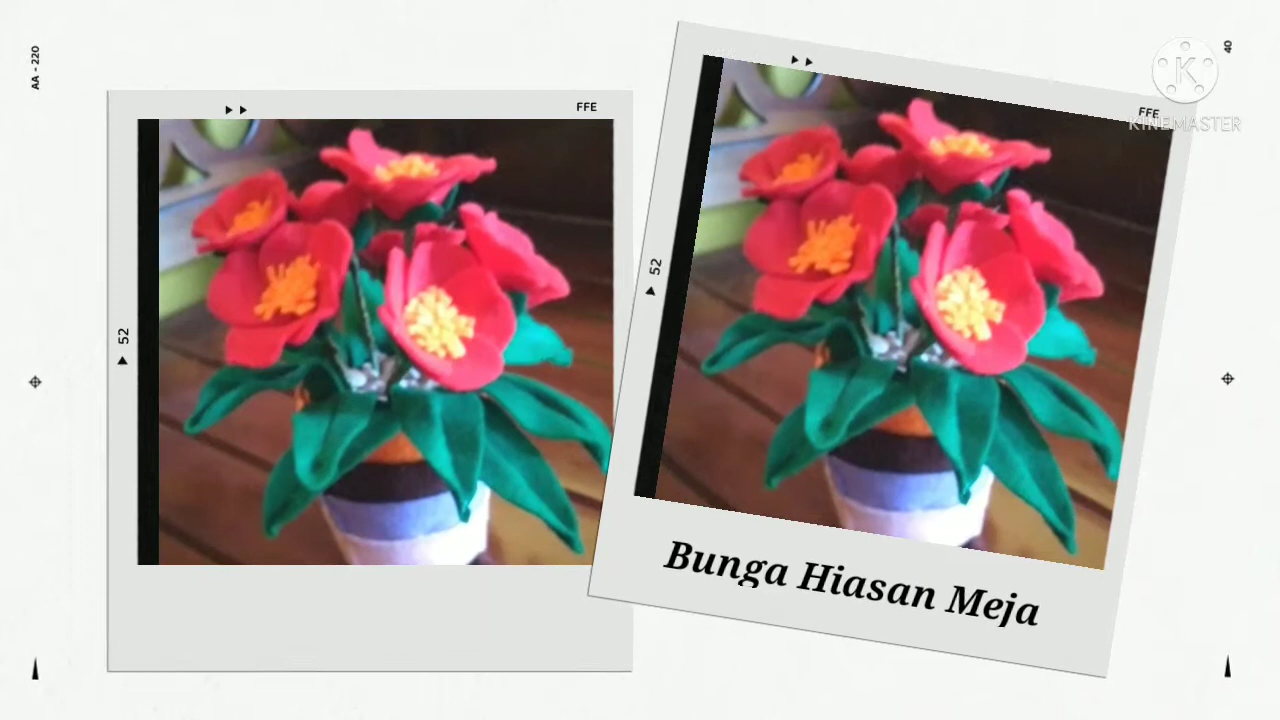 AA - 220
FFE
52
FFE
52
40
K
KINEMASTER
Bunga Hiasan Meja